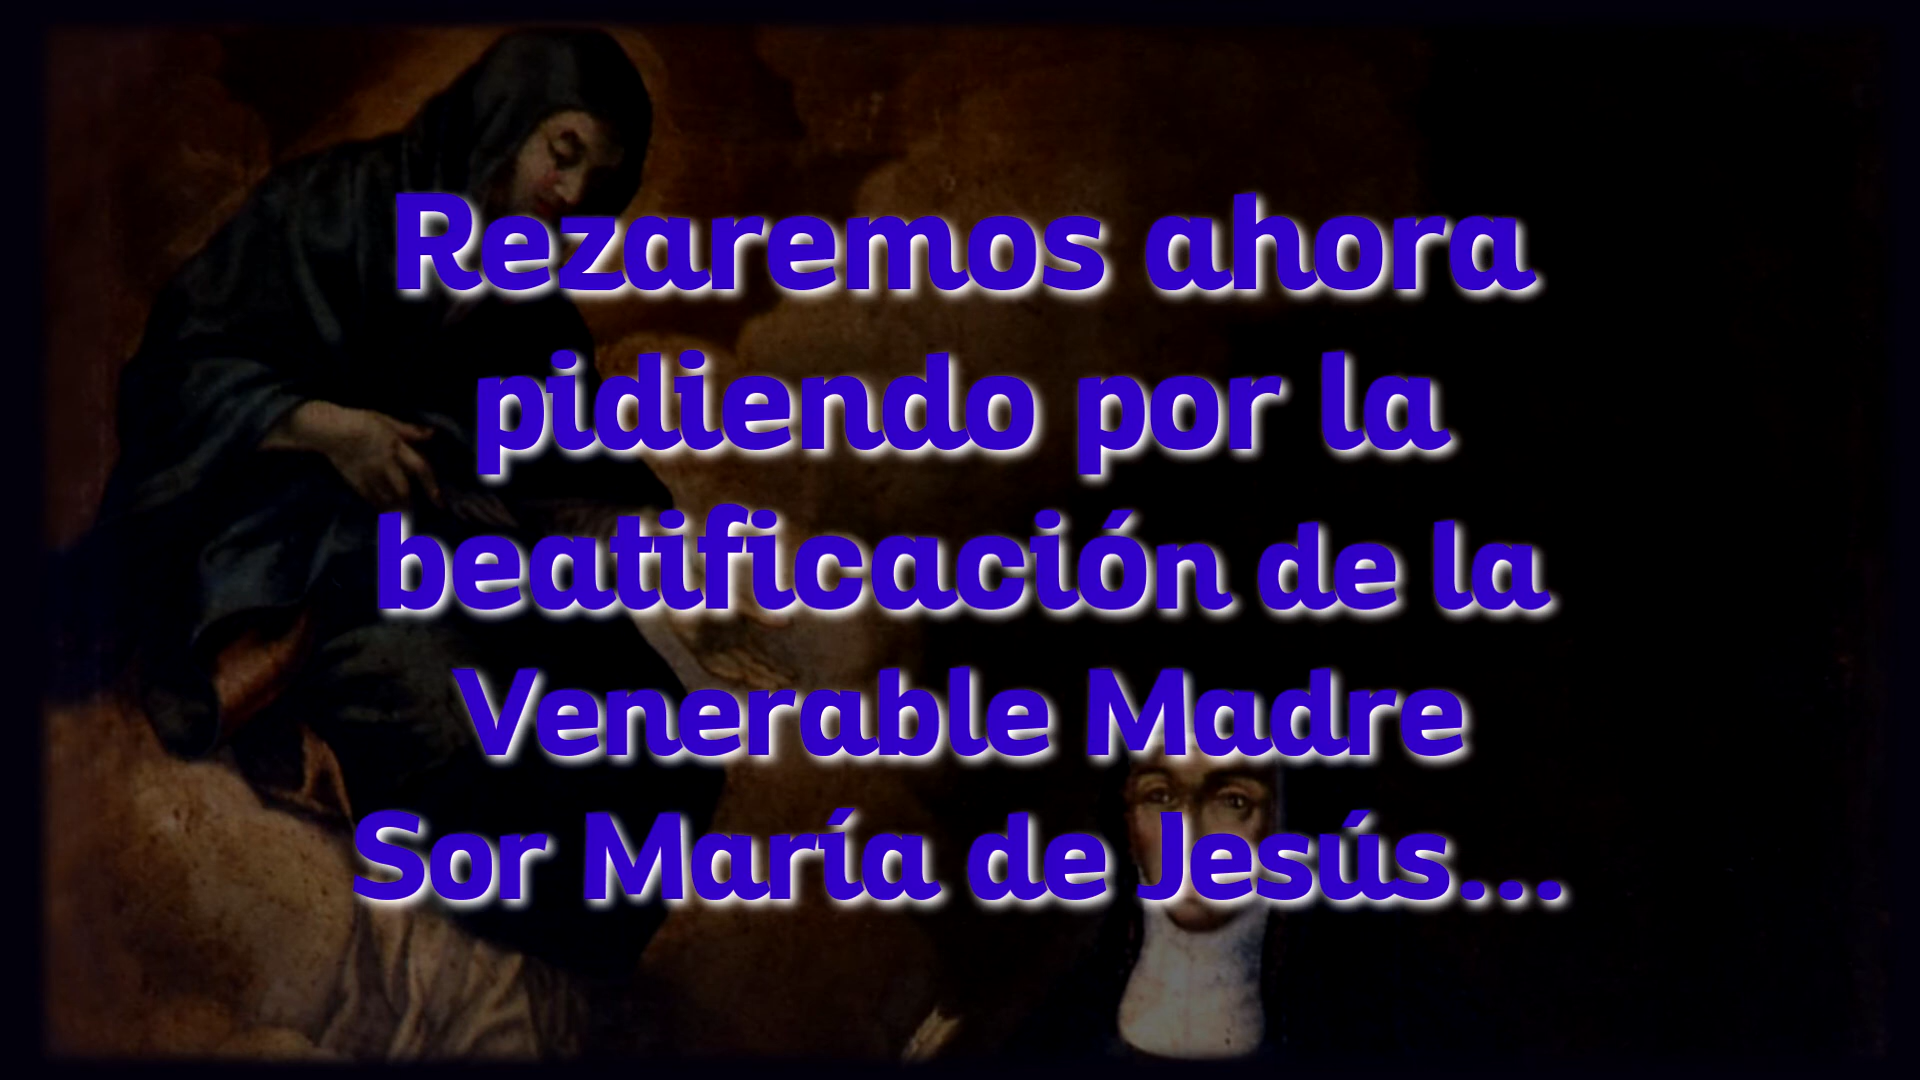 Rezaremos ahora
pidiendo por la
beatificación de la
Venerable Madre
Sor María de Jesús...